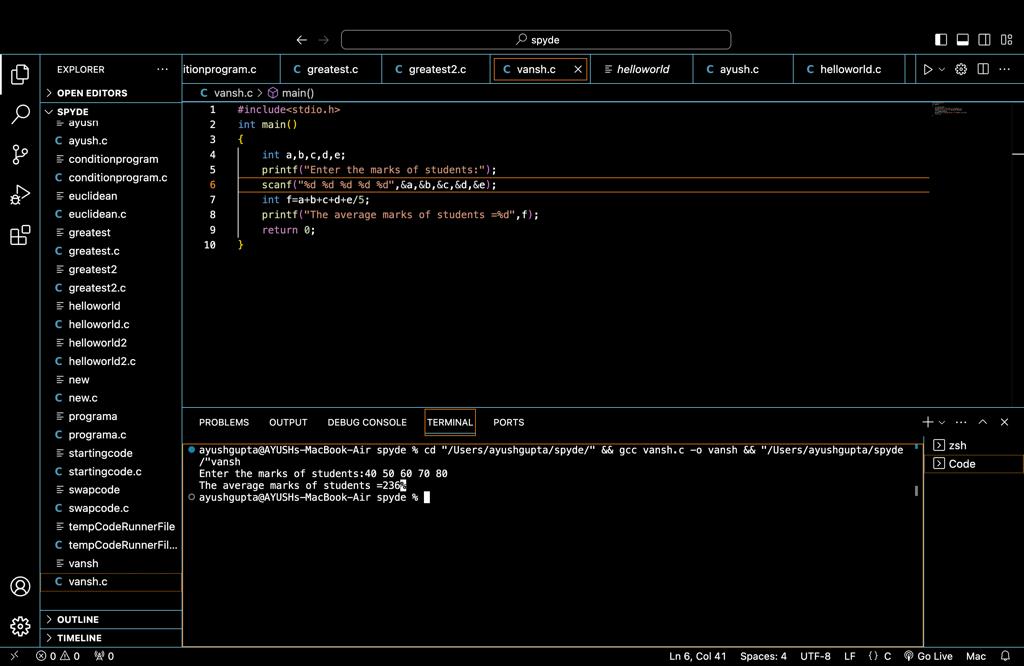 spyde
EXPLORER
OPEN EDITORS
SPYDE
ayush
C ayush.c
conditionprogram
C conditionprogram.c
euclidean
C euclidean.c
greatest
C greatest.c
greatest2
C greatest2.c
helloworld
C helloworld.c
helloworld2
C helloworld2.c
new
C new.c
programa
C programa.c
startingcode
C startingcode.c
swapcode
C swapcode.c
tempCodeRunnerFile
C tempCodeRunnerFil...
vansh
C vansh.c
OUTLINE
TIMELINE
itionprogram.c
C greatest.c
C greatest2.c
C vansh.c
helloworld
C ayush.c
C helloworld.c
C vansh.c > main()
1 #include<stdio.h>
2 int main()
3 {
4 int a,b,c,d,e;
5 printf("Enter the marks of students:");
6 scanf("%d %d %d %d %d",&a,&b,&c,&d,&e);
7 int f=a+b+c+d+e/5;
8 printf("The average marks of students =%d",f);
9 return 0;
10 }
PROBLEMS OUTPUT DEBUG CONSOLE TERMINAL PORTS
ayushgupta@AYUSHs-MacBook-Air spyde % cd "/Users/ayushgupta/spyde/" && gcc vansh.c -o vansh && "/Users/ayushgupta/spyde
/"vansh
Enter the marks of students:40 50 60 70 80
The average marks of students =236%
ayushgupta@AYUSHs-MacBook-Air spyde %
zsh
Code
0 0 0
Ln 6, Col 41 Spaces: 4 UTF-8 LF {} C Go Live Mac